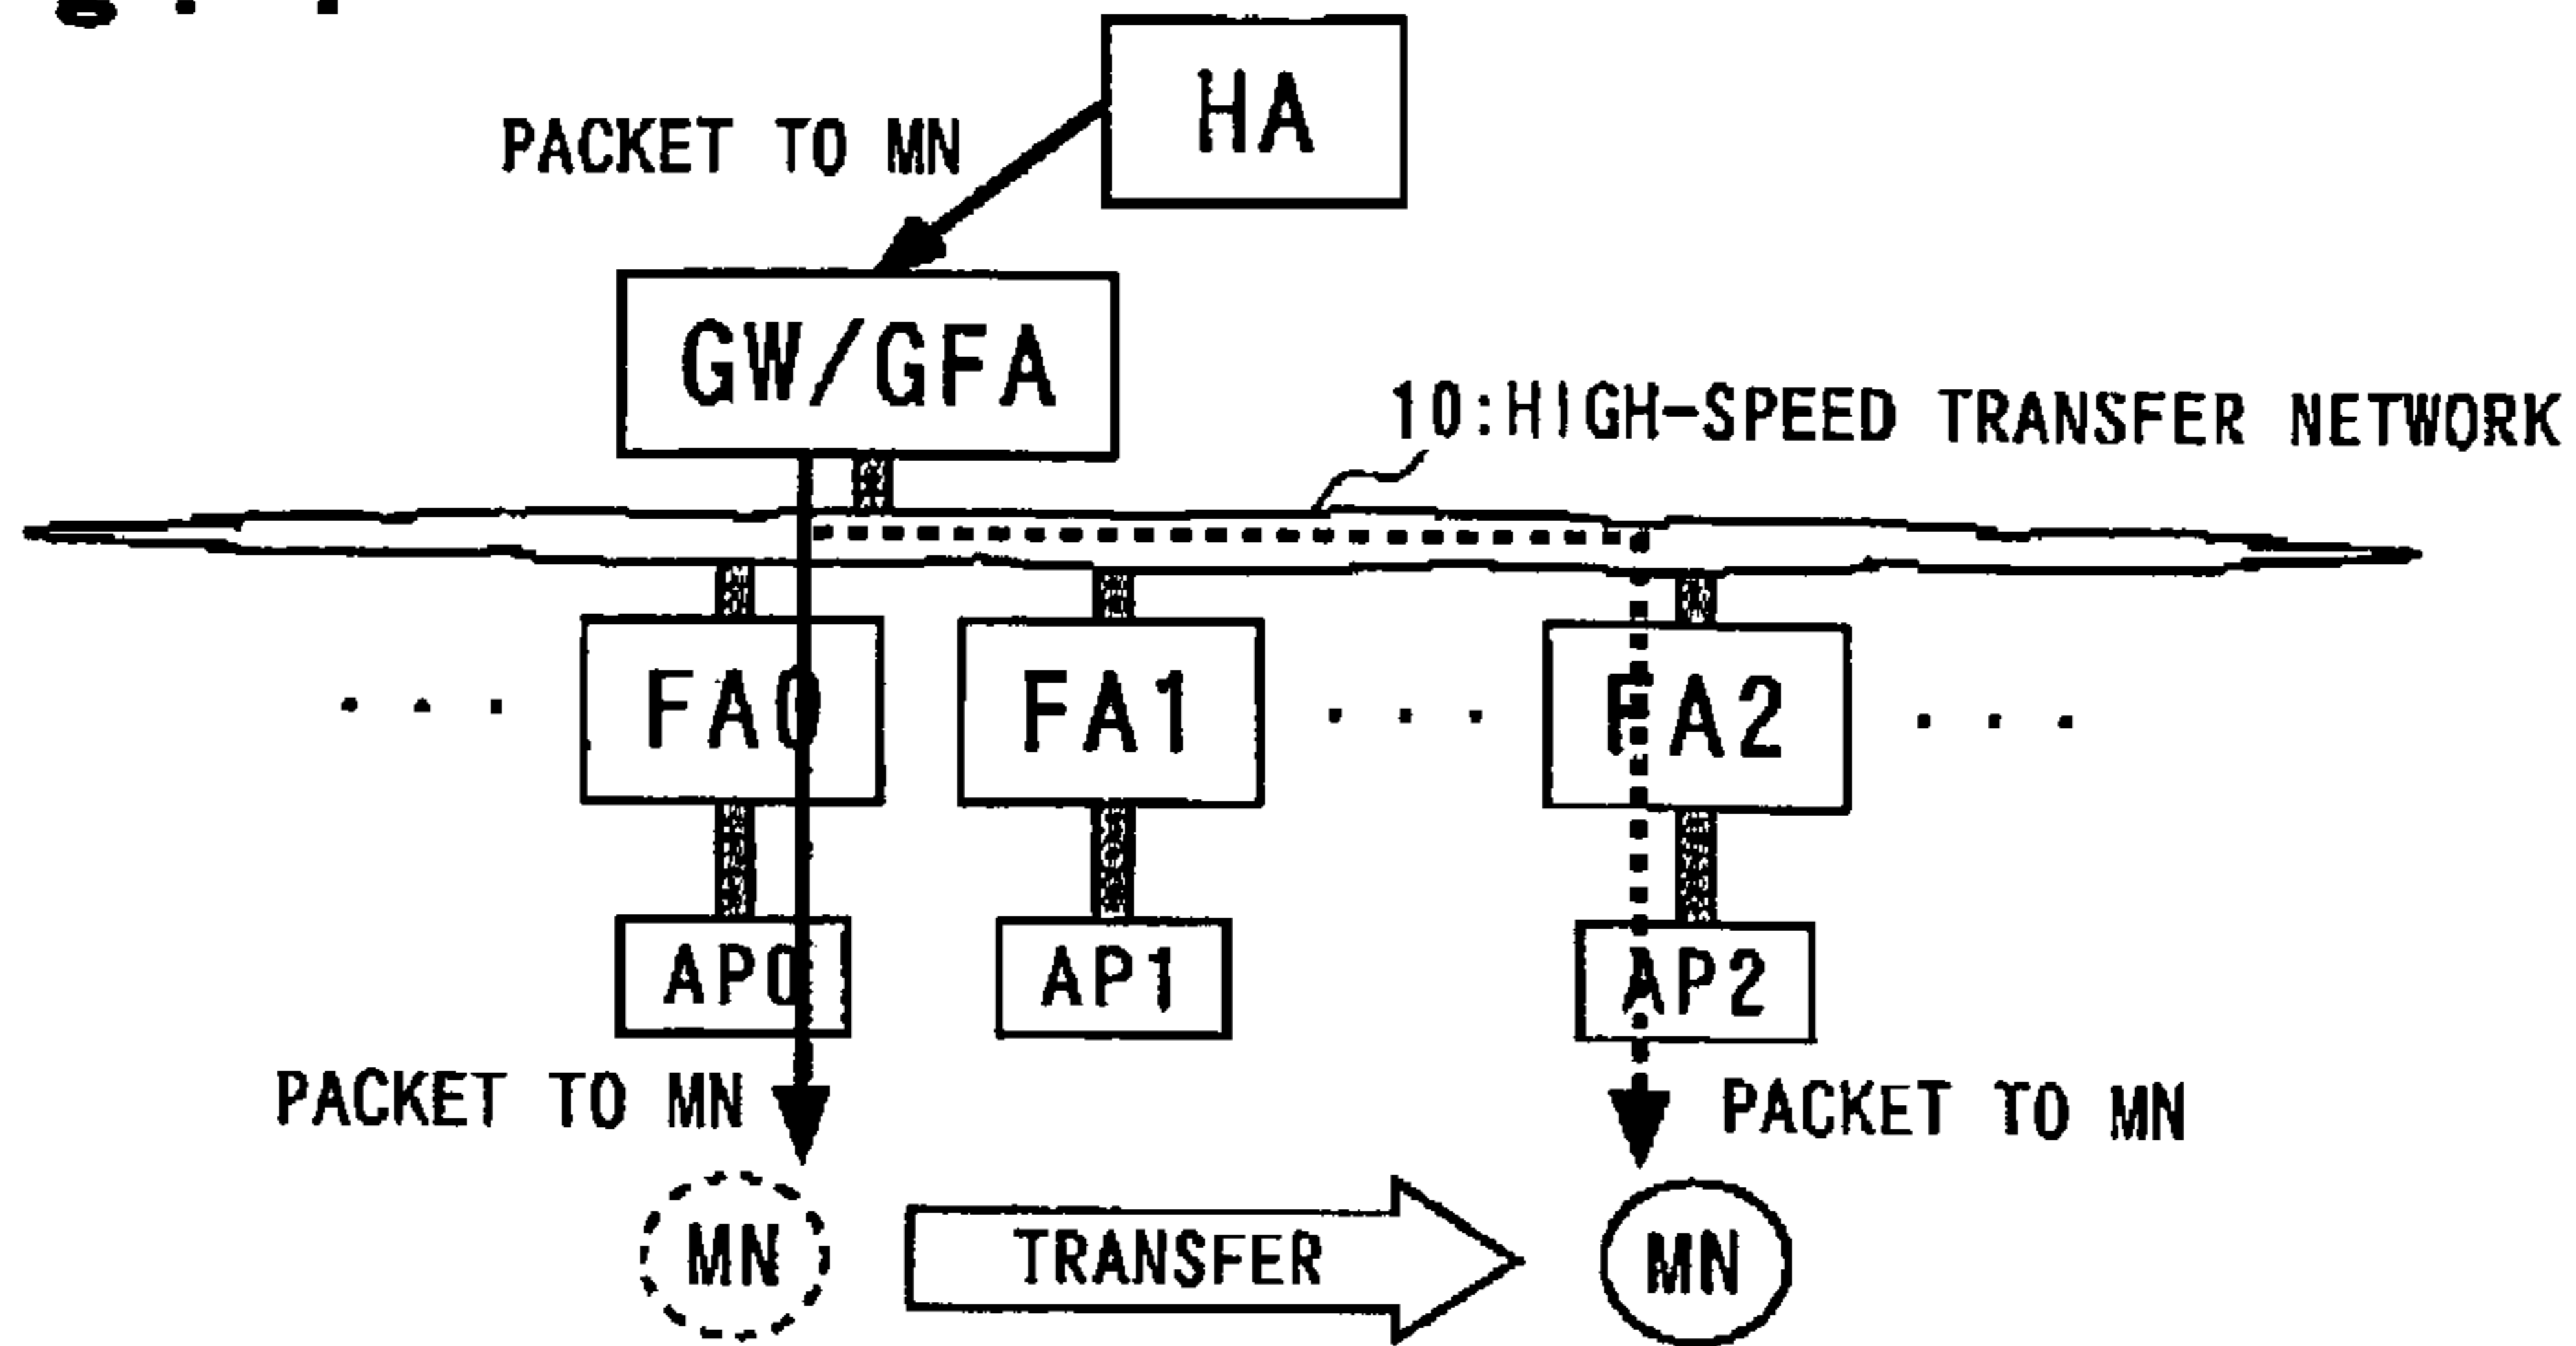 HA
PACKET TO MN
GW/GFA
10:HIGH-SPEED TRANSFER NETWORK
. . .
FA0
FA1
. . .
FA2
. . .
AP0
AP1
AP2
PACKET TO MN
PACKET TO MN
MN
TRANSFER
MN